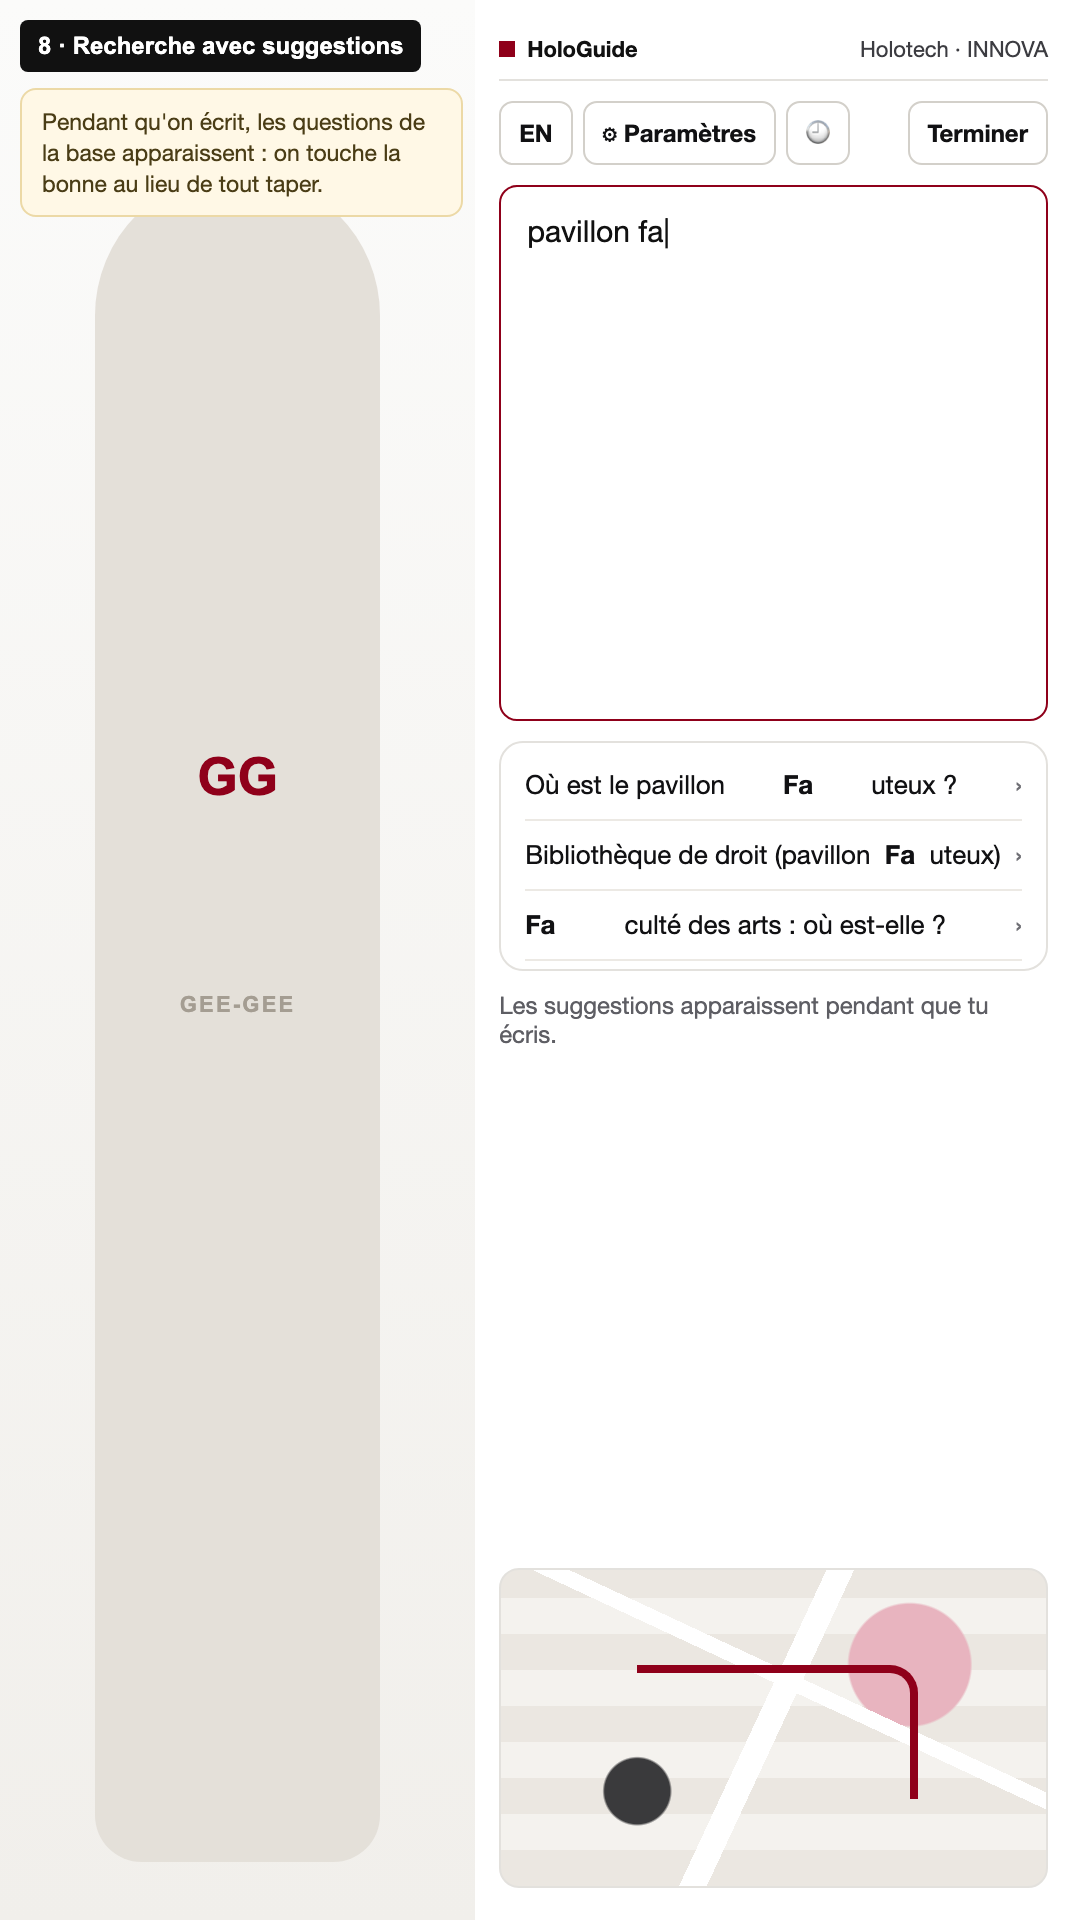 8 · Recherche avec suggestions
Pendant qu'on écrit, les questions de
la base apparaissent : on touche la
bonne au lieu de tout taper.
GG
GEE-GEE
HoloGuide
Holotech · INNOVA
EN
⚙ Paramètres
🕘
Terminer
pavillon fa
Où est le pavillon Fa uteux ? ›
Bibliothèque de droit (pavillon Fa uteux) ›
Fa culté des arts : où est-elle ? ›
Les suggestions apparaissent pendant que tu
écris.